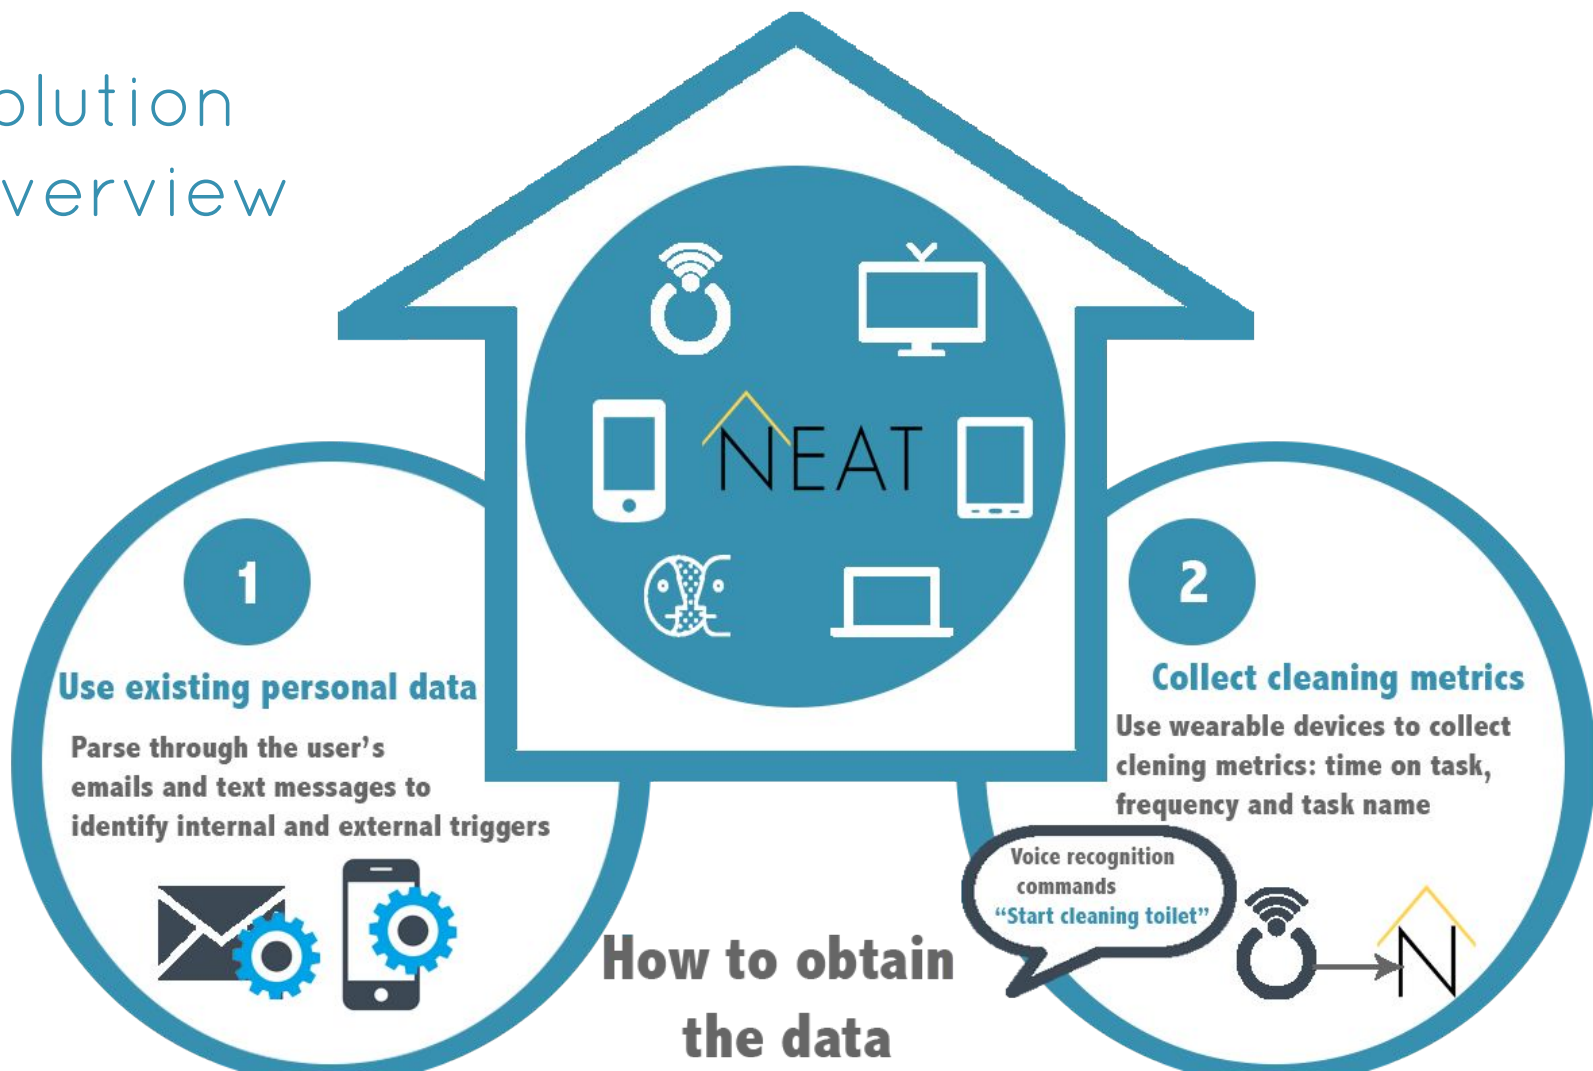 olution
verview
NEAT
1
Use existing personal data
Parse through the user's
emails and text messages to
identify internal and external triggers
2
Collect cleaning metrics
Use wearable devices to collect
clening metrics: time on task,
frequency and task name
Voice recognition
commands
“Start cleaning toilet”
N
How to obtain
the data